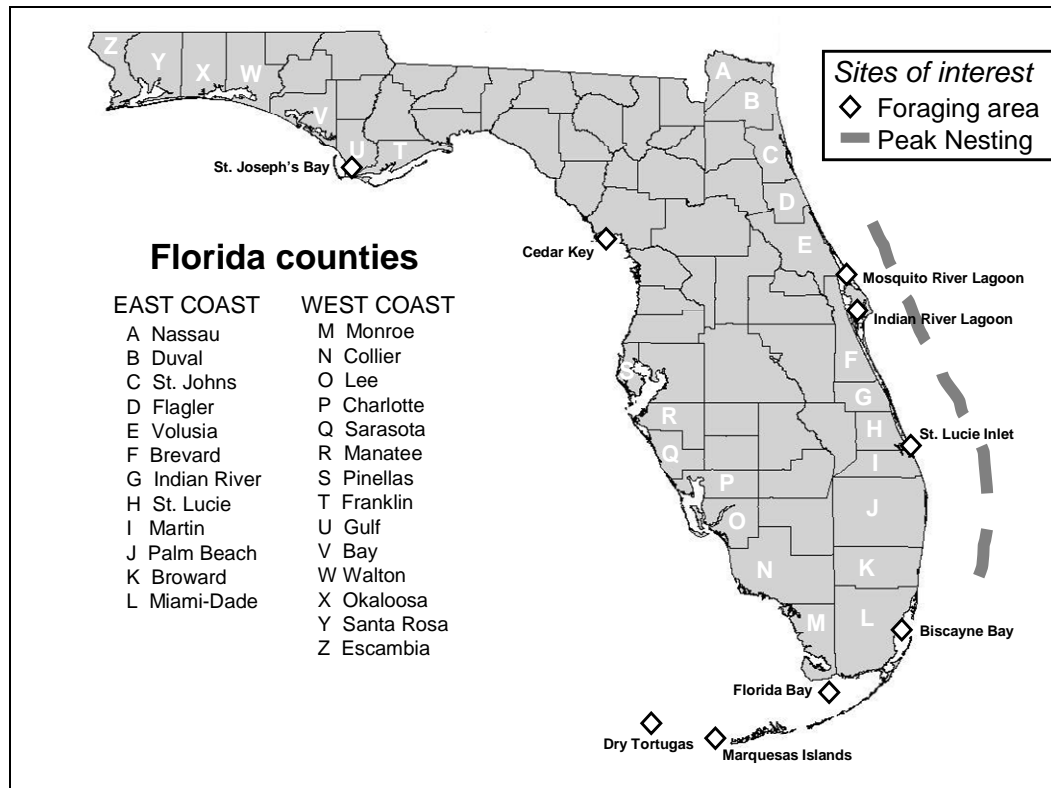 Z
Y
X
W
V
U
T
A
B
C
D
E
F
G
H
I
J
K
L
M
N
O
P
Q
R
S
Sites of interest
Foraging area
Peak Nesting
St. Joseph's Bay
Cedar Key
Mosquito River Lagoon
Indian River Lagoon
St. Lucie Inlet
Biscayne Bay
Florida Bay
Dry Tortugas
Marquesas Islands
Florida counties
EAST COAST
A Nassau
B Duval
C St. Johns
D Flagler
E Volusia
F Brevard
G Indian River
H St. Lucie
I Martin
J Palm Beach
K Broward
L Miami-Dade
WEST COAST
M Monroe
N Collier
O Lee
P Charlotte
Q Sarasota
R Manatee
S Pinellas
T Franklin
U Gulf
V Bay
W Walton
X Okaloosa
Y Santa Rosa
Z Escambia